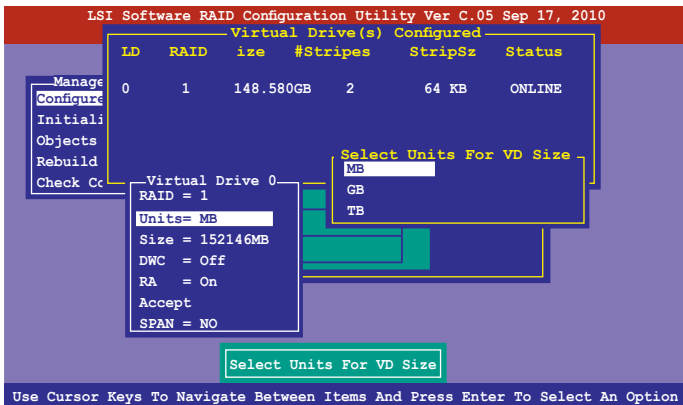 LSI Software RAID Configuration Utility Ver C.05 Sep 17, 2010
Virtual Drive(s) Configured
LD RAID ize #Stripes StripSz Status
0 1 148.580GB 2 64 KB ONLINE
Manage
Configure
Initiali
Objects
Rebuild
Check Co
Select Units For VD Size
MB
GB
TB
Virtual Drive 0
RAID = 1
Units= MB
Size = 152146MB
DWC = Off
RA = On
Accept
SPAN = NO
Select Units For VD Size
Use Cursor Keys To Navigate Between Items And Press Enter To Select An Option